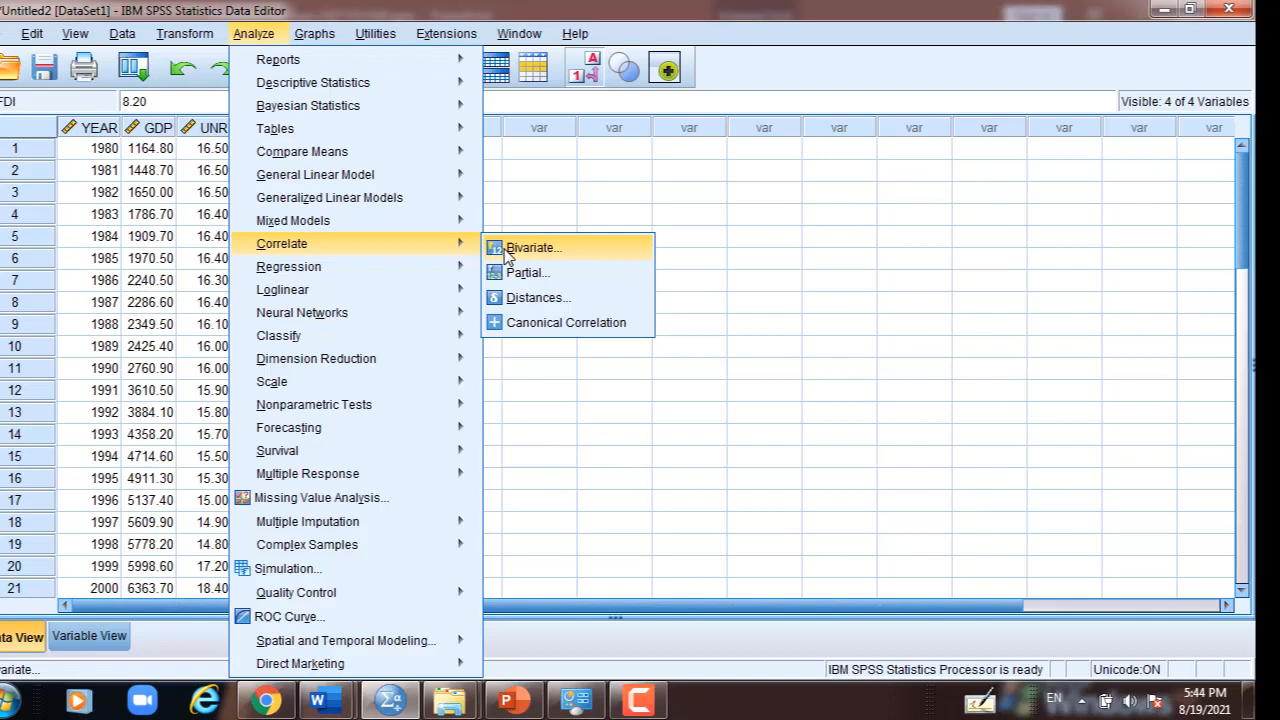 *Untitled2 [DataSet1] - IBM SPSS Statistics Data Editor
Edit View Data Transform Analyze Graphs Utilities Extensions Window Help
FDI 8.20 Visible: 4 of 4 Variables
YEAR GDP UNR var var var var var var var var var var
1 1980 1164.80 16.50
2 1981 1448.70 16.50
3 1982 1650.00 16.50
4 1983 1786.70 16.40
5 1984 1909.70 16.40
6 1985 1970.50 16.40
7 1986 2240.50 16.30
8 1987 2286.60 16.40
9 1988 2349.50 16.10
10 1989 2425.40 16.00
11 1990 2760.90 16.00
12 1991 3610.50 15.90
13 1992 3884.10 15.80
14 1993 4358.20 15.70
15 1994 4714.60 15.50
16 1995 4911.30 15.30
17 1996 5137.40 15.00
18 1997 5609.90 14.90
19 1998 5778.20 14.80
20 1999 5998.60 17.20
21 2000 6363.70 18.40
Reports
Descriptive Statistics
Bayesian Statistics
Tables
Compare Means
General Linear Model
Generalized Linear Models
Mixed Models
Correlate
Regression
Loglinear
Neural Networks
Classify
Dimension Reduction
Scale
Nonparametric Tests
Forecasting
Survival
Multiple Response
Missing Value Analysis...
Multiple Imputation
Complex Samples
Simulation...
Quality Control
ROC Curve...
Spatial and Temporal Modeling...
Direct Marketing
Bivariate...
Partial...
Distances...
Canonical Correlation
Data View Variable View
variate... IBM SPSS Statistics Processor is ready Unicode:ON
EN 5:44 PM
8/19/2021